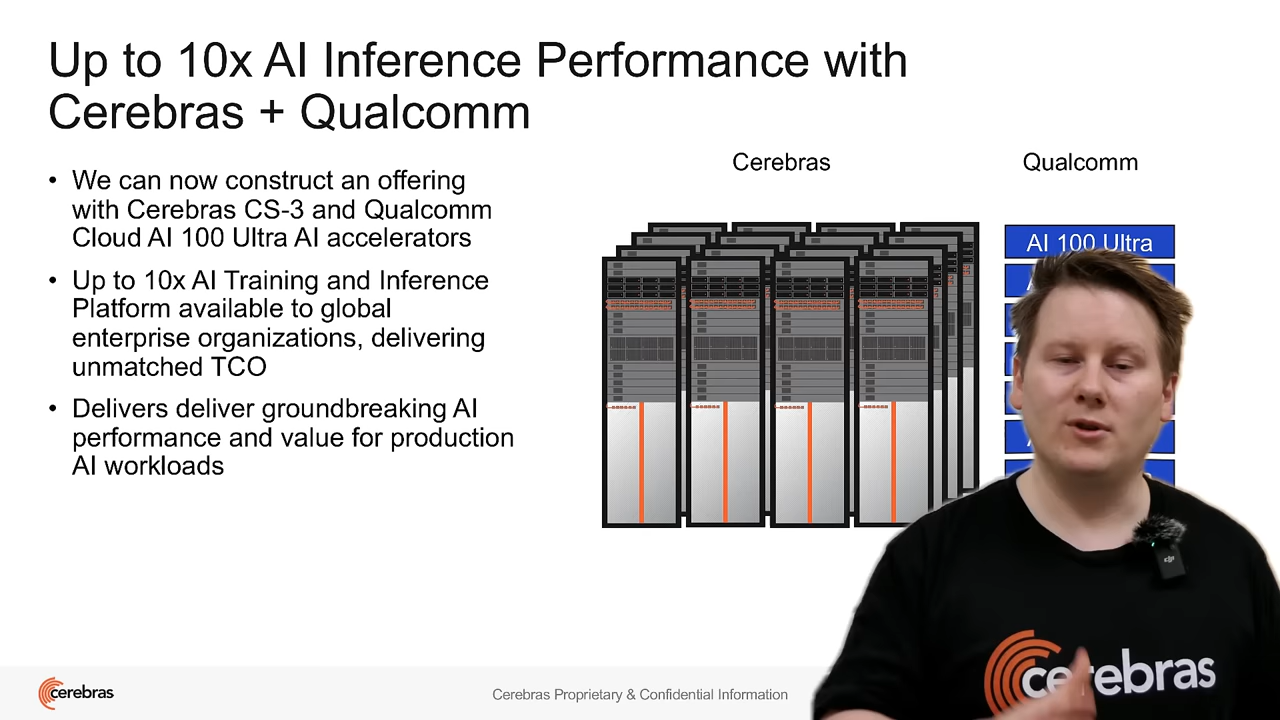 Up to 10x AI Inference Performance with
Cerebras + Qualcomm
• We can now construct an offering
with Cerebras CS-3 and Qualcomm
Cloud AI 100 Ultra AI accelerators
• Up to 10x AI Training and Inference
Platform available to global
enterprise organizations, delivering
unmatched TCO
• Delivers deliver groundbreaking AI
performance and value for production
AI workloads
Cerebras
Qualcomm
AI 100 Ultra
dji
cerebras
cerebras
Cerebras Proprietary & Confidential Information